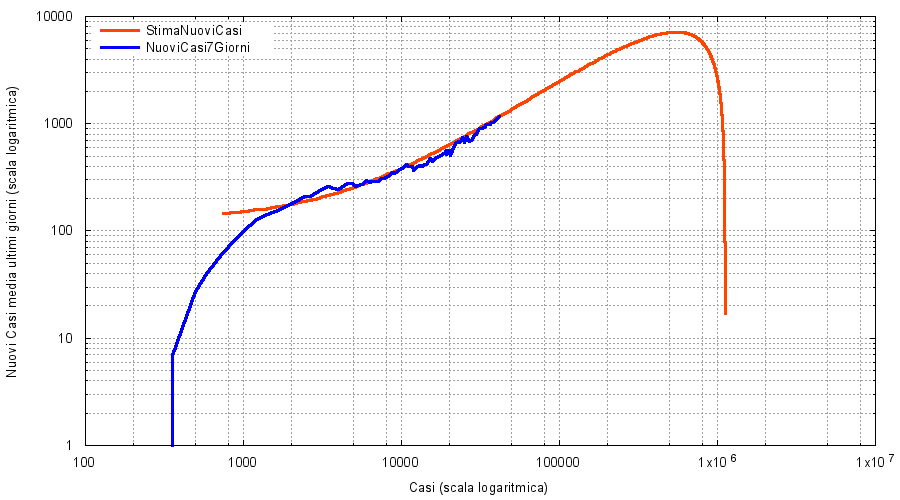 10000
1000
100
10
1
StimaNuoviCasi
NuoviCasi7Giorni
Nuovi Casi media ultimi giorni (scala logaritmica)
100 1000 10000 100000 1x10 6 1x10 7
Casi (scala logaritmica)